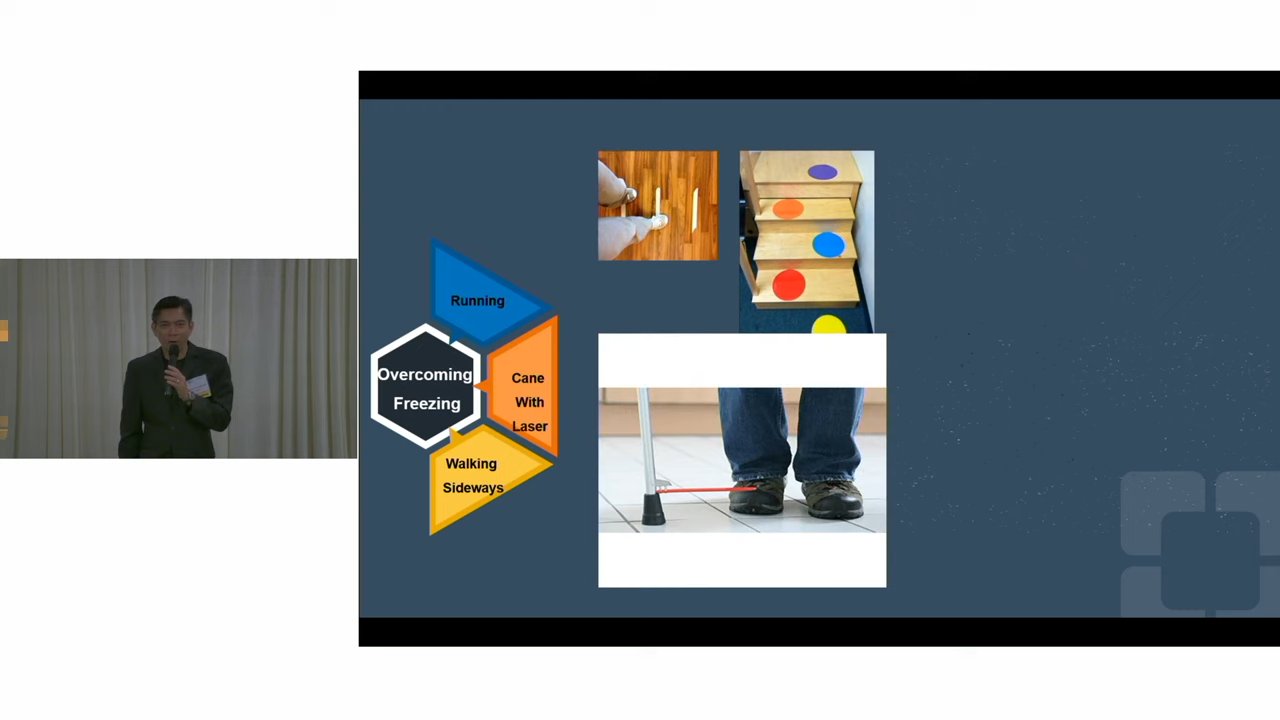 Running
Overcoming
Freezing
Cane
With
Laser
Walking
Sideways